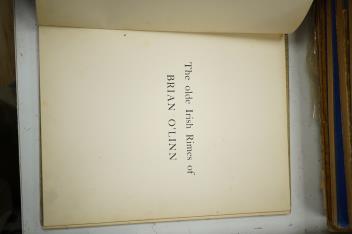 The olde Irish Rimes of
BRIAN O'LINN